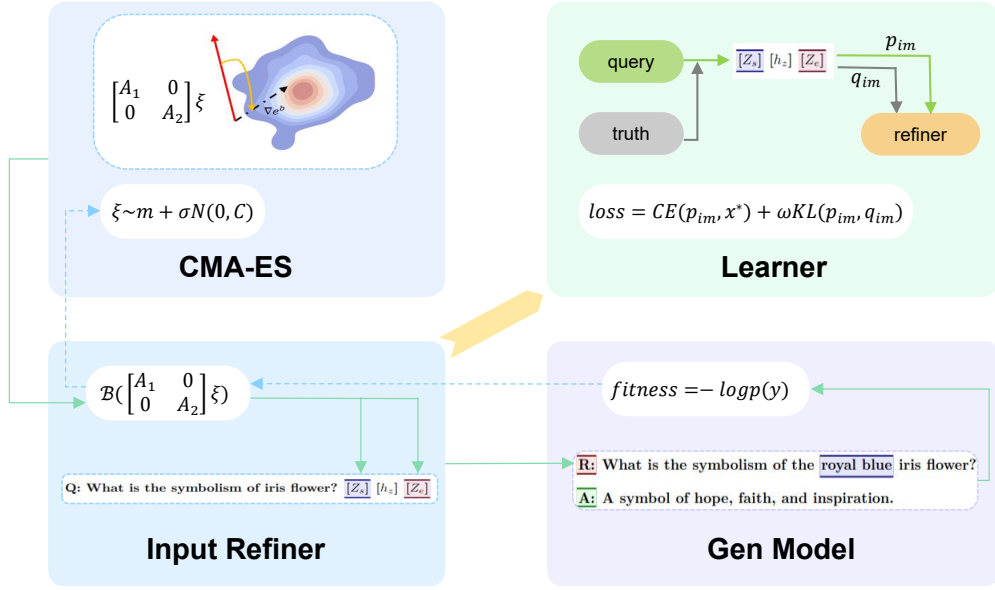 [A₁ 0
0 A₂] ξ
∇eᵇ
ξ~m + σN(0, C)
CMA-ES
query
truth
[Zₛ] [h_z] [Zₑ]
p_im
q_im
refiner
loss = CE(p_im, x*) + ωKL(p_im, q_im)
Learner
ℬ([A₁ 0
0 A₂] ξ)
Q: What is the symbolism of iris flower? [Zₛ] [h_z] [Zₑ]
Input Refiner
fitness = − logp(y)
R: What is the symbolism of the royal blue iris flower?
A: A symbol of hope, faith, and inspiration.
Gen Model